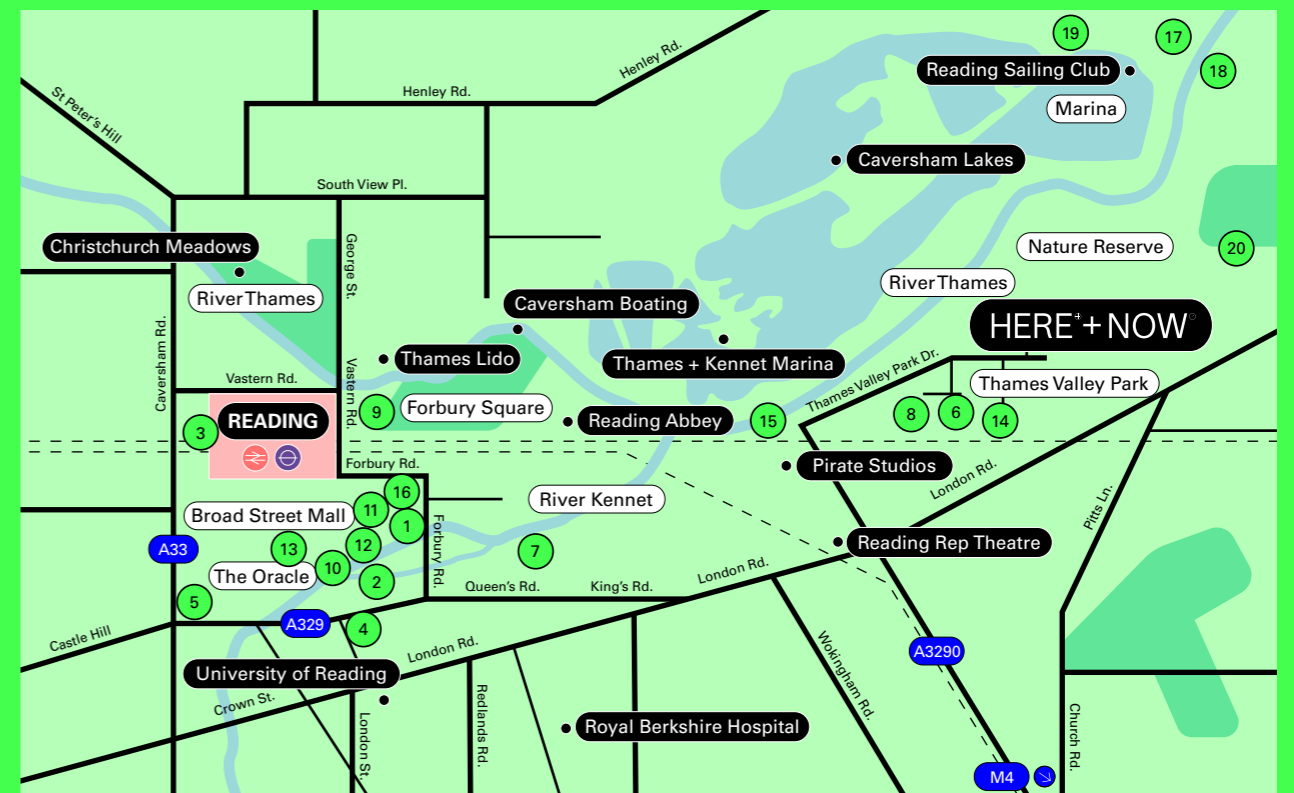 19
17
Henley Rd.
Reading Sailing Club
18
Henley Rd.
Marina
St Peter's Hill
Caversham Lakes
South View Pl.
Christchurch Meadows
George St.
Nature Reserve
20
River Thames
River Thames
Caversham Boating
HERE + NOW
Caversham Rd.
Thames Lido
Thames + Kennet Marina
Thames Valley Park Dr.
Vastern Rd.
Vastern Rd.
Thames Valley Park
9
Forbury Square
8
6
14
3
READING
Reading Abbey
15
Forbury Rd.
Pirate Studios
London Rd.
16
River Kennet
Pitts Ln.
Broad Street Mall
11
1
Forbury Rd.
A33
13
12
7
Reading Rep Theatre
The Oracle
10
2
Queen's Rd.
King's Rd.
London Rd.
5
A329
4
Castle Hill
London Rd.
A3290
University of Reading
Wokingham Rd.
Crown St.
London St.
Redlands Rd.
Royal Berkshire Hospital
Church Rd.
M4